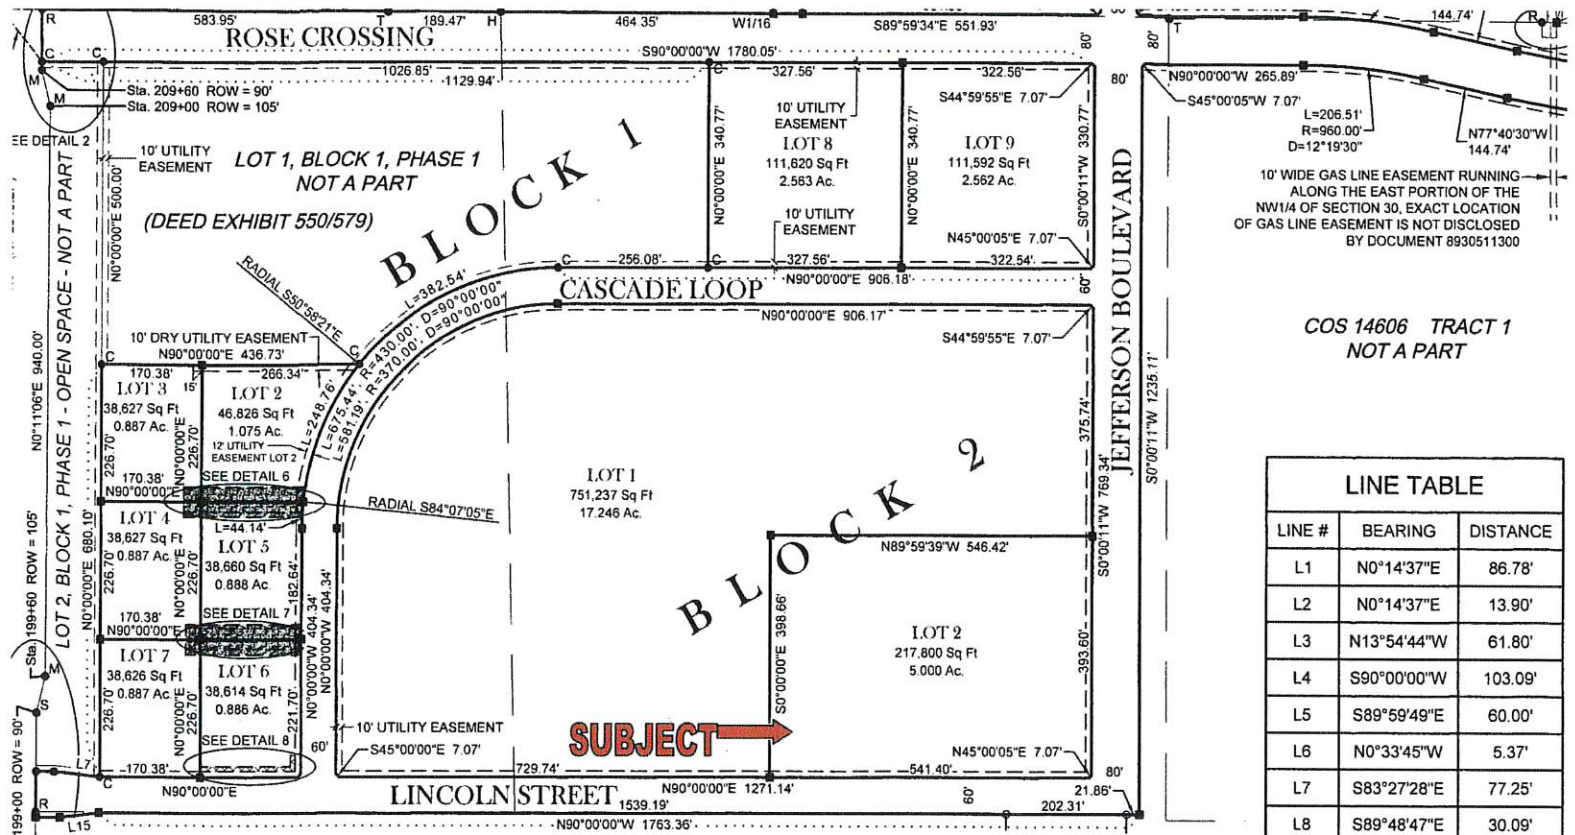 R
583.95'
T
189.47'
H
464.35'
W1/16
S89°59'34"E 551.93'
80'
80'
T
144.74'
R
ROSE CROSSING
S90°00'00"W 1780.05'
C
C
M
1026.85'
1129.94'
C
327.56'
322.56'
80'
N90°00'00"W 265.89'
Sta. 209+60 ROW = 90'
M
Sta. 209+00 ROW = 105'
S44°59'55"E 7.07'
S45°00'05"W 7.07'
L=206.51'
R=960.00'
D=12°19'30"
N77°40'30"W
144.74'
EE DETAIL 2
10' UTILITY
EASEMENT
LOT 1, BLOCK 1, PHASE 1
NOT A PART
(DEED EXHIBIT 550/579)
N0°00'00"E 500.00'
BLOCK 1
10' UTILITY
EASEMENT
N0°00'00"E 340.77'
LOT 8
111,620 Sq Ft
2.563 Ac.
N0°00'00"E 340.77'
LOT 9
111,592 Sq Ft
2.562 Ac.
S0°00'11"W 330.77'
10' UTILITY
EASEMENT
N45°00'05"E 7.07'
10' WIDE GAS LINE EASEMENT RUNNING
ALONG THE EAST PORTION OF THE
NW1/4 OF SECTION 30, EXACT LOCATION
OF GAS LINE EASEMENT IS NOT DISCLOSED
BY DOCUMENT 8930511300
C
256.08'
C
327.56'
322.54'
N90°00'00"E 906.18'
60'
CASCADE LOOP
N90°00'00"E 906.17'
S44°59'55"E 7.07'
RADIAL S50°58'21"E
L=382.54'
L=675.44', R=430.00', D=90°00'00"
L=581.19', R=370.00', D=90°00'00"
L=248.76'
JEFFERSON BOULEVARD
S0°00'11"W 1235.11'
COS 14606 TRACT 1
NOT A PART
N0°11'06"E 940.00'
LOT 2, BLOCK 1, PHASE 1 - OPEN SPACE - NOT A PART
N0°00'00"E 680.10'
10' DRY UTILITY EASEMENT
N90°00'00"E 436.73'
C
C
170.38'
266.34'
15'
LOT 3
38,627 Sq Ft
0.887 Ac.
226.70'
N0°00'00"E
226.70'
LOT 2
46,826 Sq Ft
1.075 Ac.
12' UTILITY
EASEMENT LOT 2
170.38'
N90°00'00"E
SEE DETAIL 6
RADIAL S84°07'05"E
L=44.14'
LOT 4
38,627 Sq Ft
0.887 Ac.
226.70'
N0°00'00"E
226.70'
LOT 5
38,660 Sq Ft
0.888 Ac.
182.64'
SEE DETAIL 7
170.38'
N90°00'00"E
LOT 7
38,626 Sq Ft
0.887 Ac.
226.70'
N0°00'00"E
226.70'
LOT 6
38,614 Sq Ft
0.886 Ac.
221.70'
SEE DETAIL 8
N0°00'00"W 404.34'
N0°00'00"W 404.34'
60'
LOT 1
751,237 Sq Ft
17.246 Ac.
BLOCK 2
375.74'
S0°00'11"W 769.34'
N89°59'39"W 546.42'
S0°00'00"E 398.66'
LOT 2
217,800 Sq Ft
5.000 Ac.
393.60'
SUBJECT
10' UTILITY EASEMENT
S45°00'00"E 7.07'
N45°00'05"E 7.07'
729.74'
541.40'
80'
Sta. 199+60 ROW = 105'
M
S
199+00 ROW = 90'
L7
170.38'
C
N90°00'00"E
LINCOLN STREET
N90°00'00"E 1271.14'
60'
21.86'
202.31'
1539.19'
R
L15
N90°00'00"W 1763.36'
LINE TABLE
LINE # BEARING DISTANCE
L1 N0°14'37"E 86.78'
L2 N0°14'37"E 13.90'
L3 N13°54'44"W 61.80'
L4 S90°00'00"W 103.09'
L5 S89°59'49"E 60.00'
L6 N0°33'45"W 5.37'
L7 S83°27'28"E 77.25'
L8 S89°48'47"E 30.09'